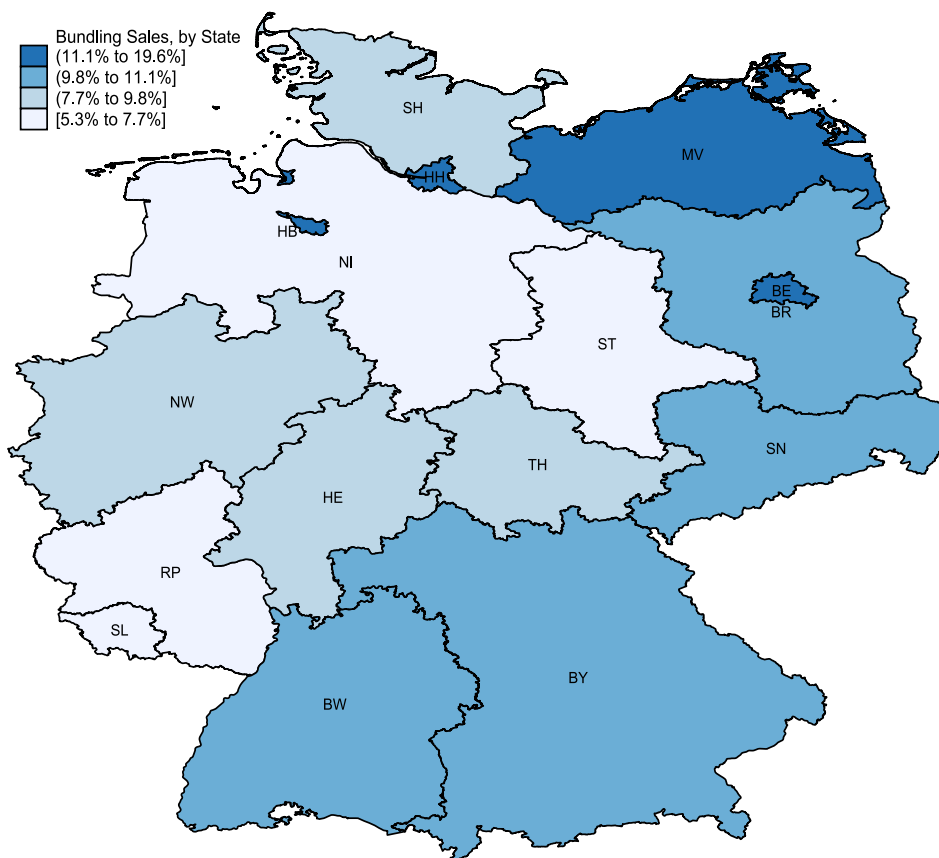 Bundling Sales, by State
(11.1% to 19.6%]
(9.8% to 11.1%]
(7.7% to 9.8%]
[5.3% to 7.7%]
SH
MV
HH
HB
NI
BE
BR
ST
NW
SN
TH
HE
RP
SL
BY
BW